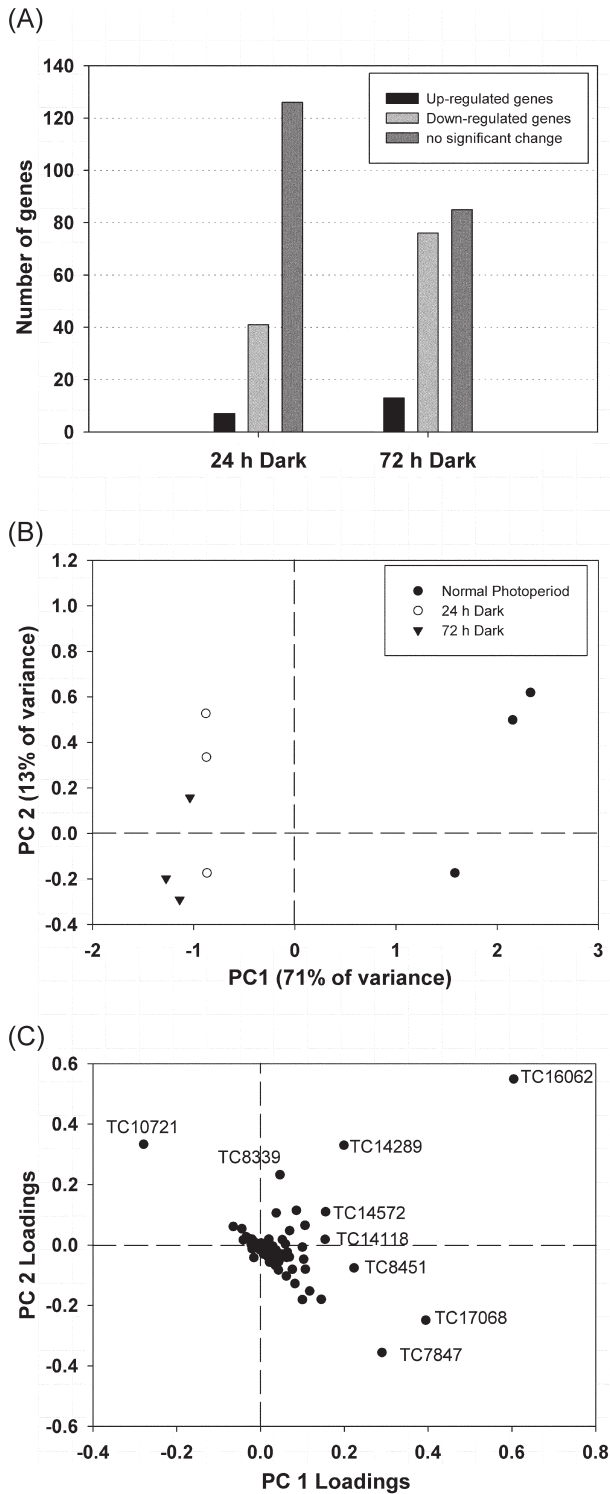 (A)
140
120
100
80
60
40
20
0
Number of genes
Up-regulated genes
Down-regulated genes
no significant change
24 h Dark
72 h Dark
(B)
1.2
1.0
0.8
0.6
0.4
0.2
0.0
-0.2
-0.4
PC 2 (13% of variance)
Normal Photoperiod
24 h Dark
72 h Dark
-2
-1
0
1
2
3
PC1 (71% of variance)
(C)
0.6
0.4
0.2
0.0
-0.2
-0.4
-0.6
PC 2 Loadings
TC16062
TC10721
TC8339
TC14289
TC14572
TC14118
TC8451
TC17068
TC7847
-0.4
-0.2
0.0
0.2
0.4
0.6
0.8
PC 1 Loadings